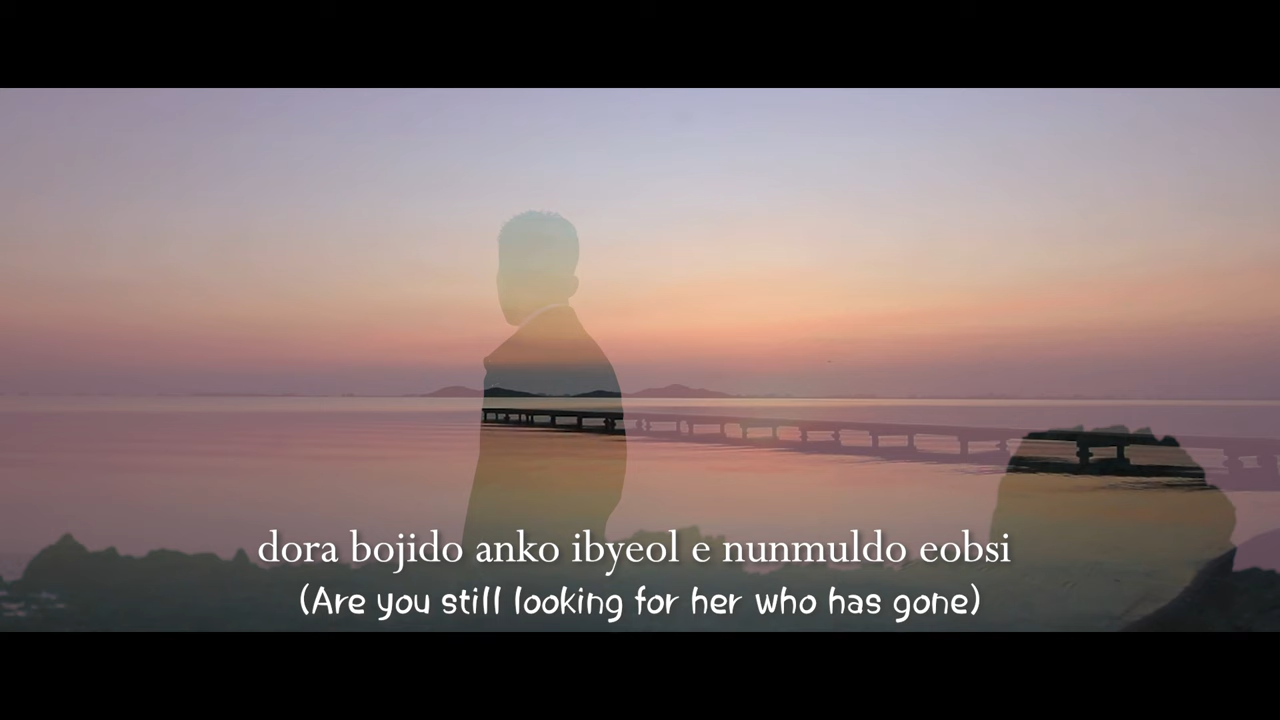 dora bojido anko ibyeol e nunmuldo eobsi
(Are you still looking for her who has gone)